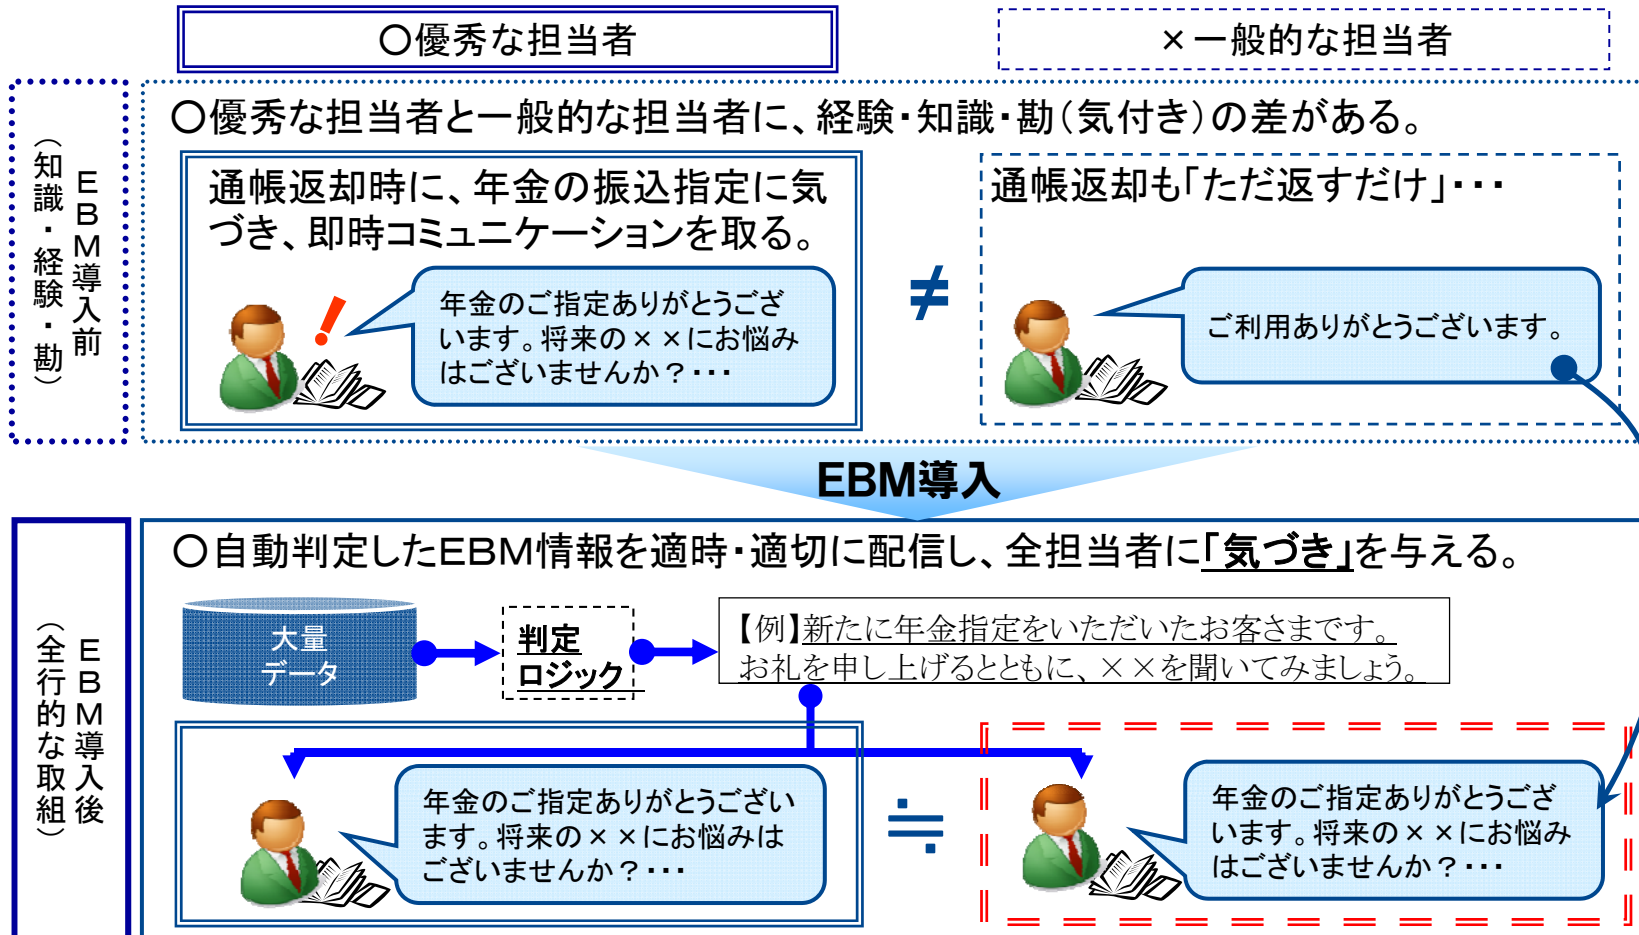 〇優秀な担当者
×一般的な担当者
ＥＢＭ導入前
（知識・経験・勘）
〇優秀な担当者と一般的な担当者に、経験・知識・勘（気付き）の差がある。
通帳返却時に、年金の振込指定に気
づき、即時コミュニケーションを取る。
!
年金のご指定ありがとうござ
います。将来の××にお悩み
はございませんか？・・・
≠
通帳返却も「ただ返すだけ」・・・
ご利用ありがとうございます。
EBM導入
ＥＢＭ導入後
（全行的な取組）
〇自動判定したＥＢＭ情報を適時・適切に配信し、全担当者に「気づき」を与える。
大量
データ
判定
ロジック
【例】新たに年金指定をいただいたお客さまです。
お礼を申し上げるとともに、××を聞いてみましょう。
年金のご指定ありがとうござい
ます。将来の××にお悩みは
ございませんか？・・・
≒
年金のご指定ありがとうござ
います。将来の××にお悩み
はございませんか？・・・